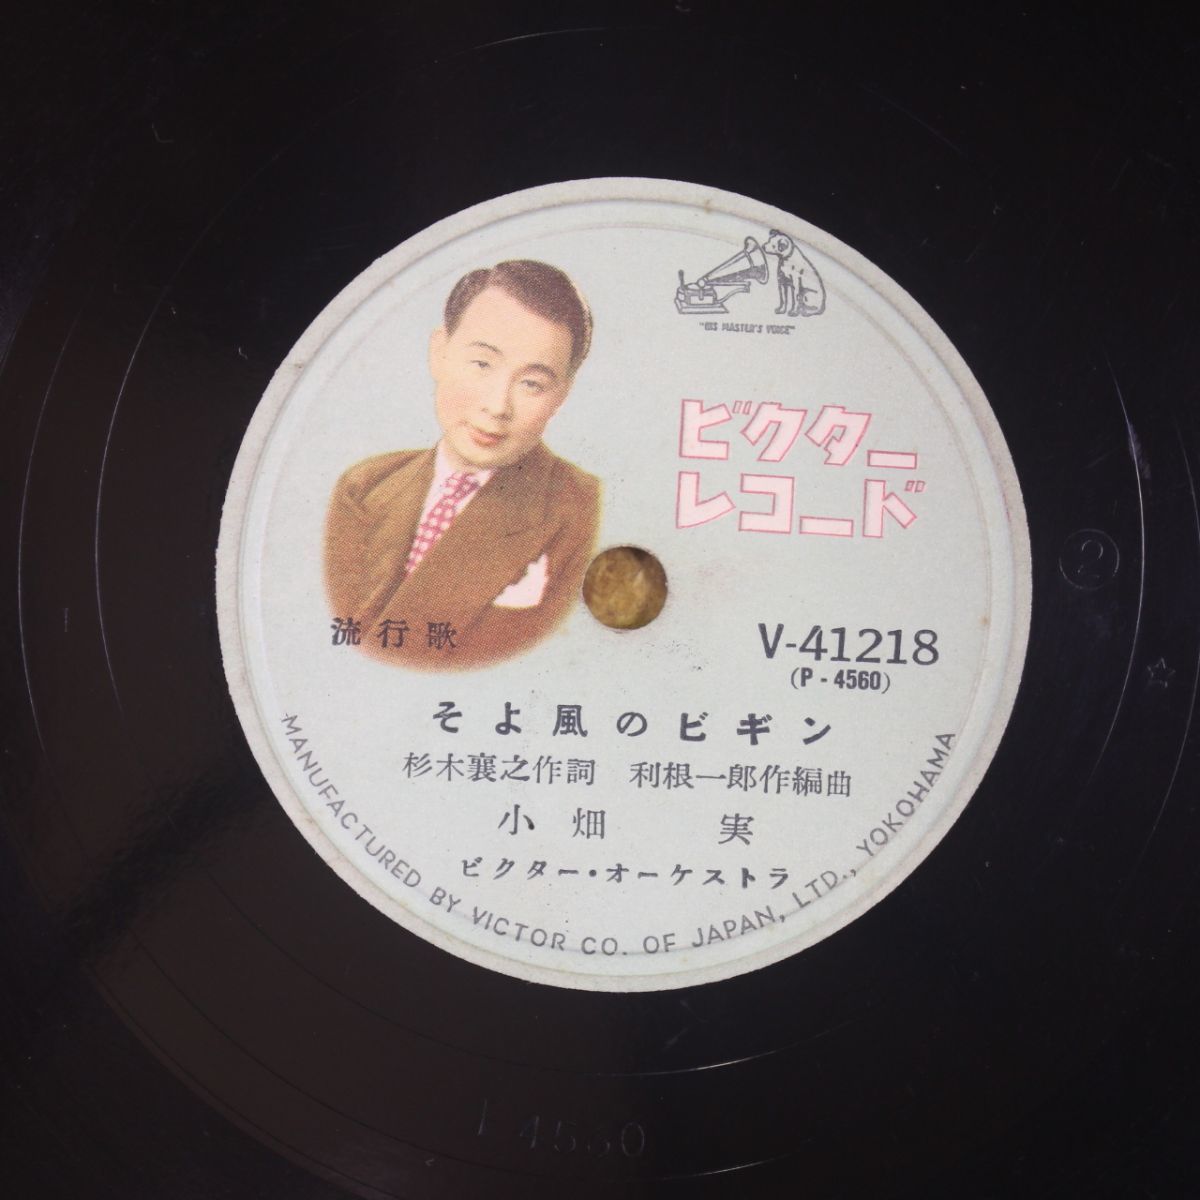 "HIS MASTER'S VOICE"
ビクター
レコード
流行歌
V-41218
(P-4560)
そよ風のビギン
杉木襄之作詞 利根一郎作編曲
小畑 実
ビクター・オーケストラ
MANUFACTURED BY VICTOR CO. OF JAPAN, LTD., YOKOHAMA
2
4560